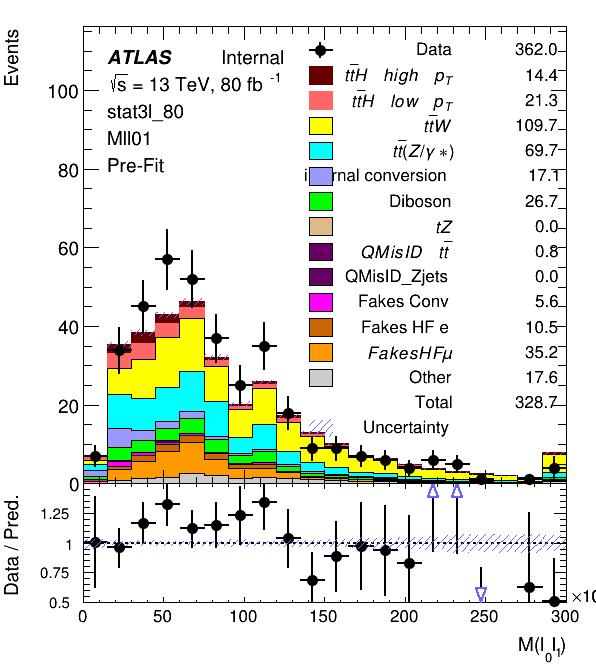 Events
ATLAS Internal
√s = 13 TeV, 80 fb⁻¹
stat3l_80
Mll01
Pre-Fit
Data 362.0
tt̄H high p_T 14.4
tt̄H low p_T 21.3
tt̄W 109.7
tt̄(Z/γ*) 69.7
internal conversion 17.1
Diboson 26.7
tZ 0.0
QMisID tt̄ 0.8
QMisID_Zjets 0.0
Fakes Conv 5.6
Fakes HF e 10.5
FakesHFμ 35.2
Other 17.6
Total 328.7
Uncertainty
100
80
60
40
20
0
Data / Pred.
1.25
1
0.75
0.5
0 50 100 150 200 250 300
×10
M(l₀l₁)